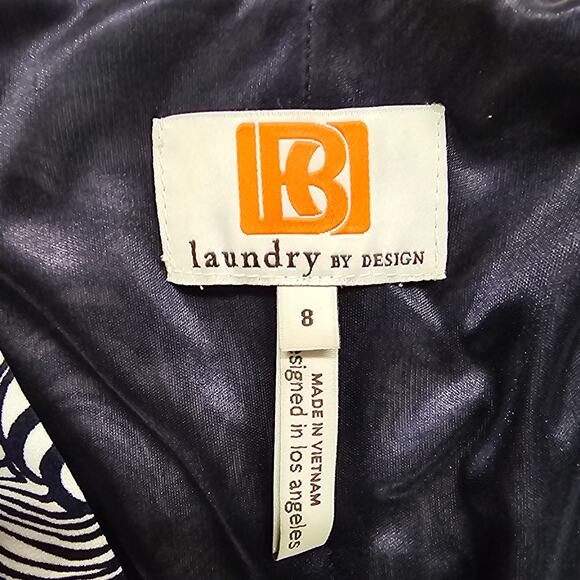 laundry BY DESIGN
8
MADE IN VIETNAM
signed in los angeles